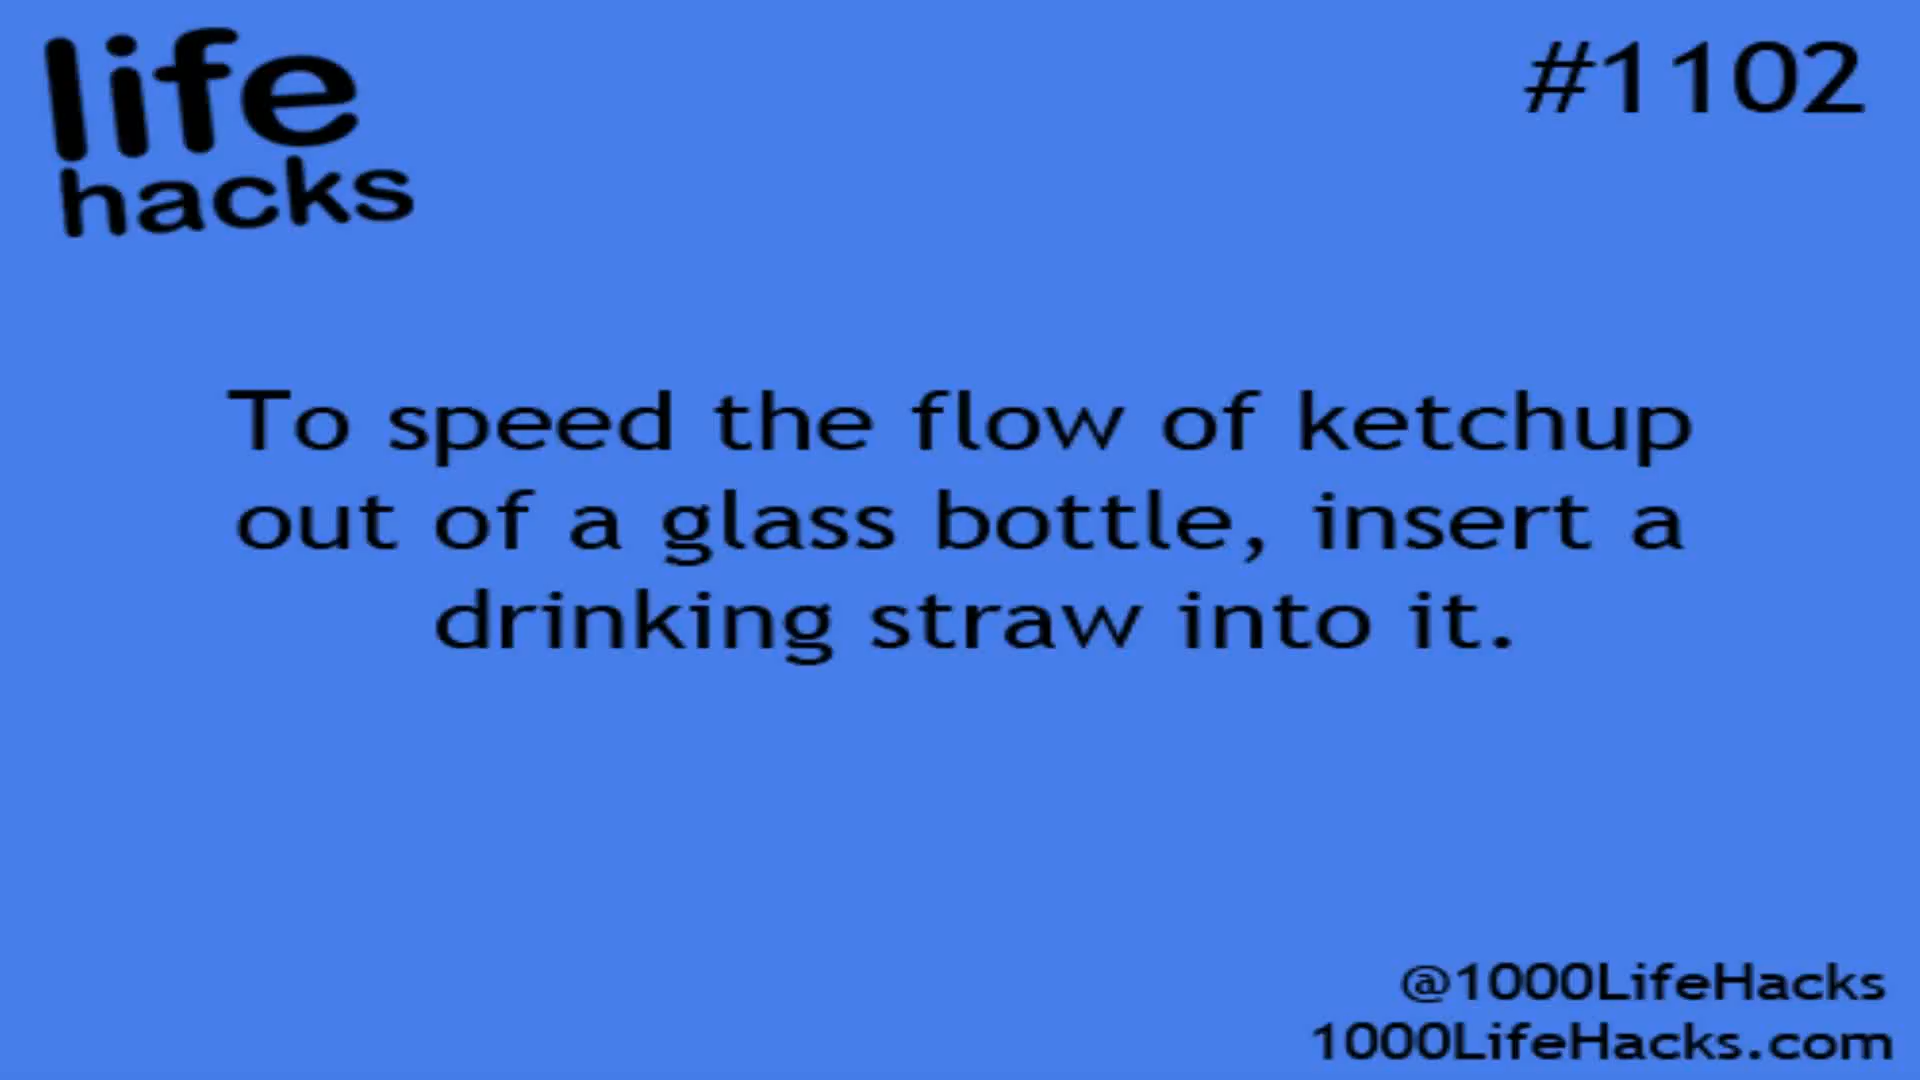 life
hacks
#1102
To speed the flow of ketchup
out of a glass bottle, insert a
drinking straw into it.
@1000LifeHacks
1000LifeHacks.com